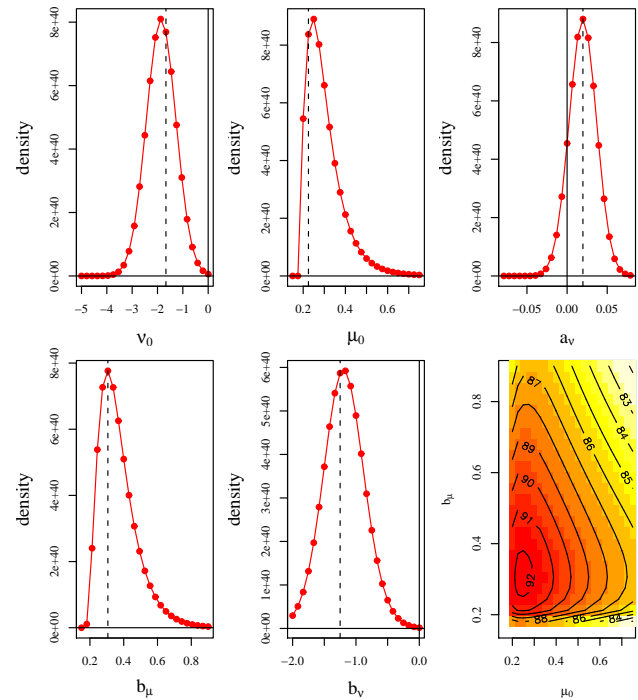 density
0e+00 2e+40 4e+40 6e+40 8e+40
−5 −4 −3 −2 −1 0
ν0
density
0e+00 2e+40 4e+40 6e+40 8e+40
0.2 0.4 0.6
μ0
density
0e+00 2e+40 4e+40 6e+40 8e+40
−0.05 0.00 0.05
aν
density
0e+00 2e+40 4e+40 6e+40 8e+40
0.2 0.4 0.6 0.8
bμ
density
0e+00 1e+40 2e+40 3e+40 4e+40 5e+40 6e+40
−2.0 −1.0 0.0
bν
bμ
0.2 0.4 0.6 0.8
87 83
86 84
85
89
90
91
92
88 86 84
0.2 0.4 0.6
μ0